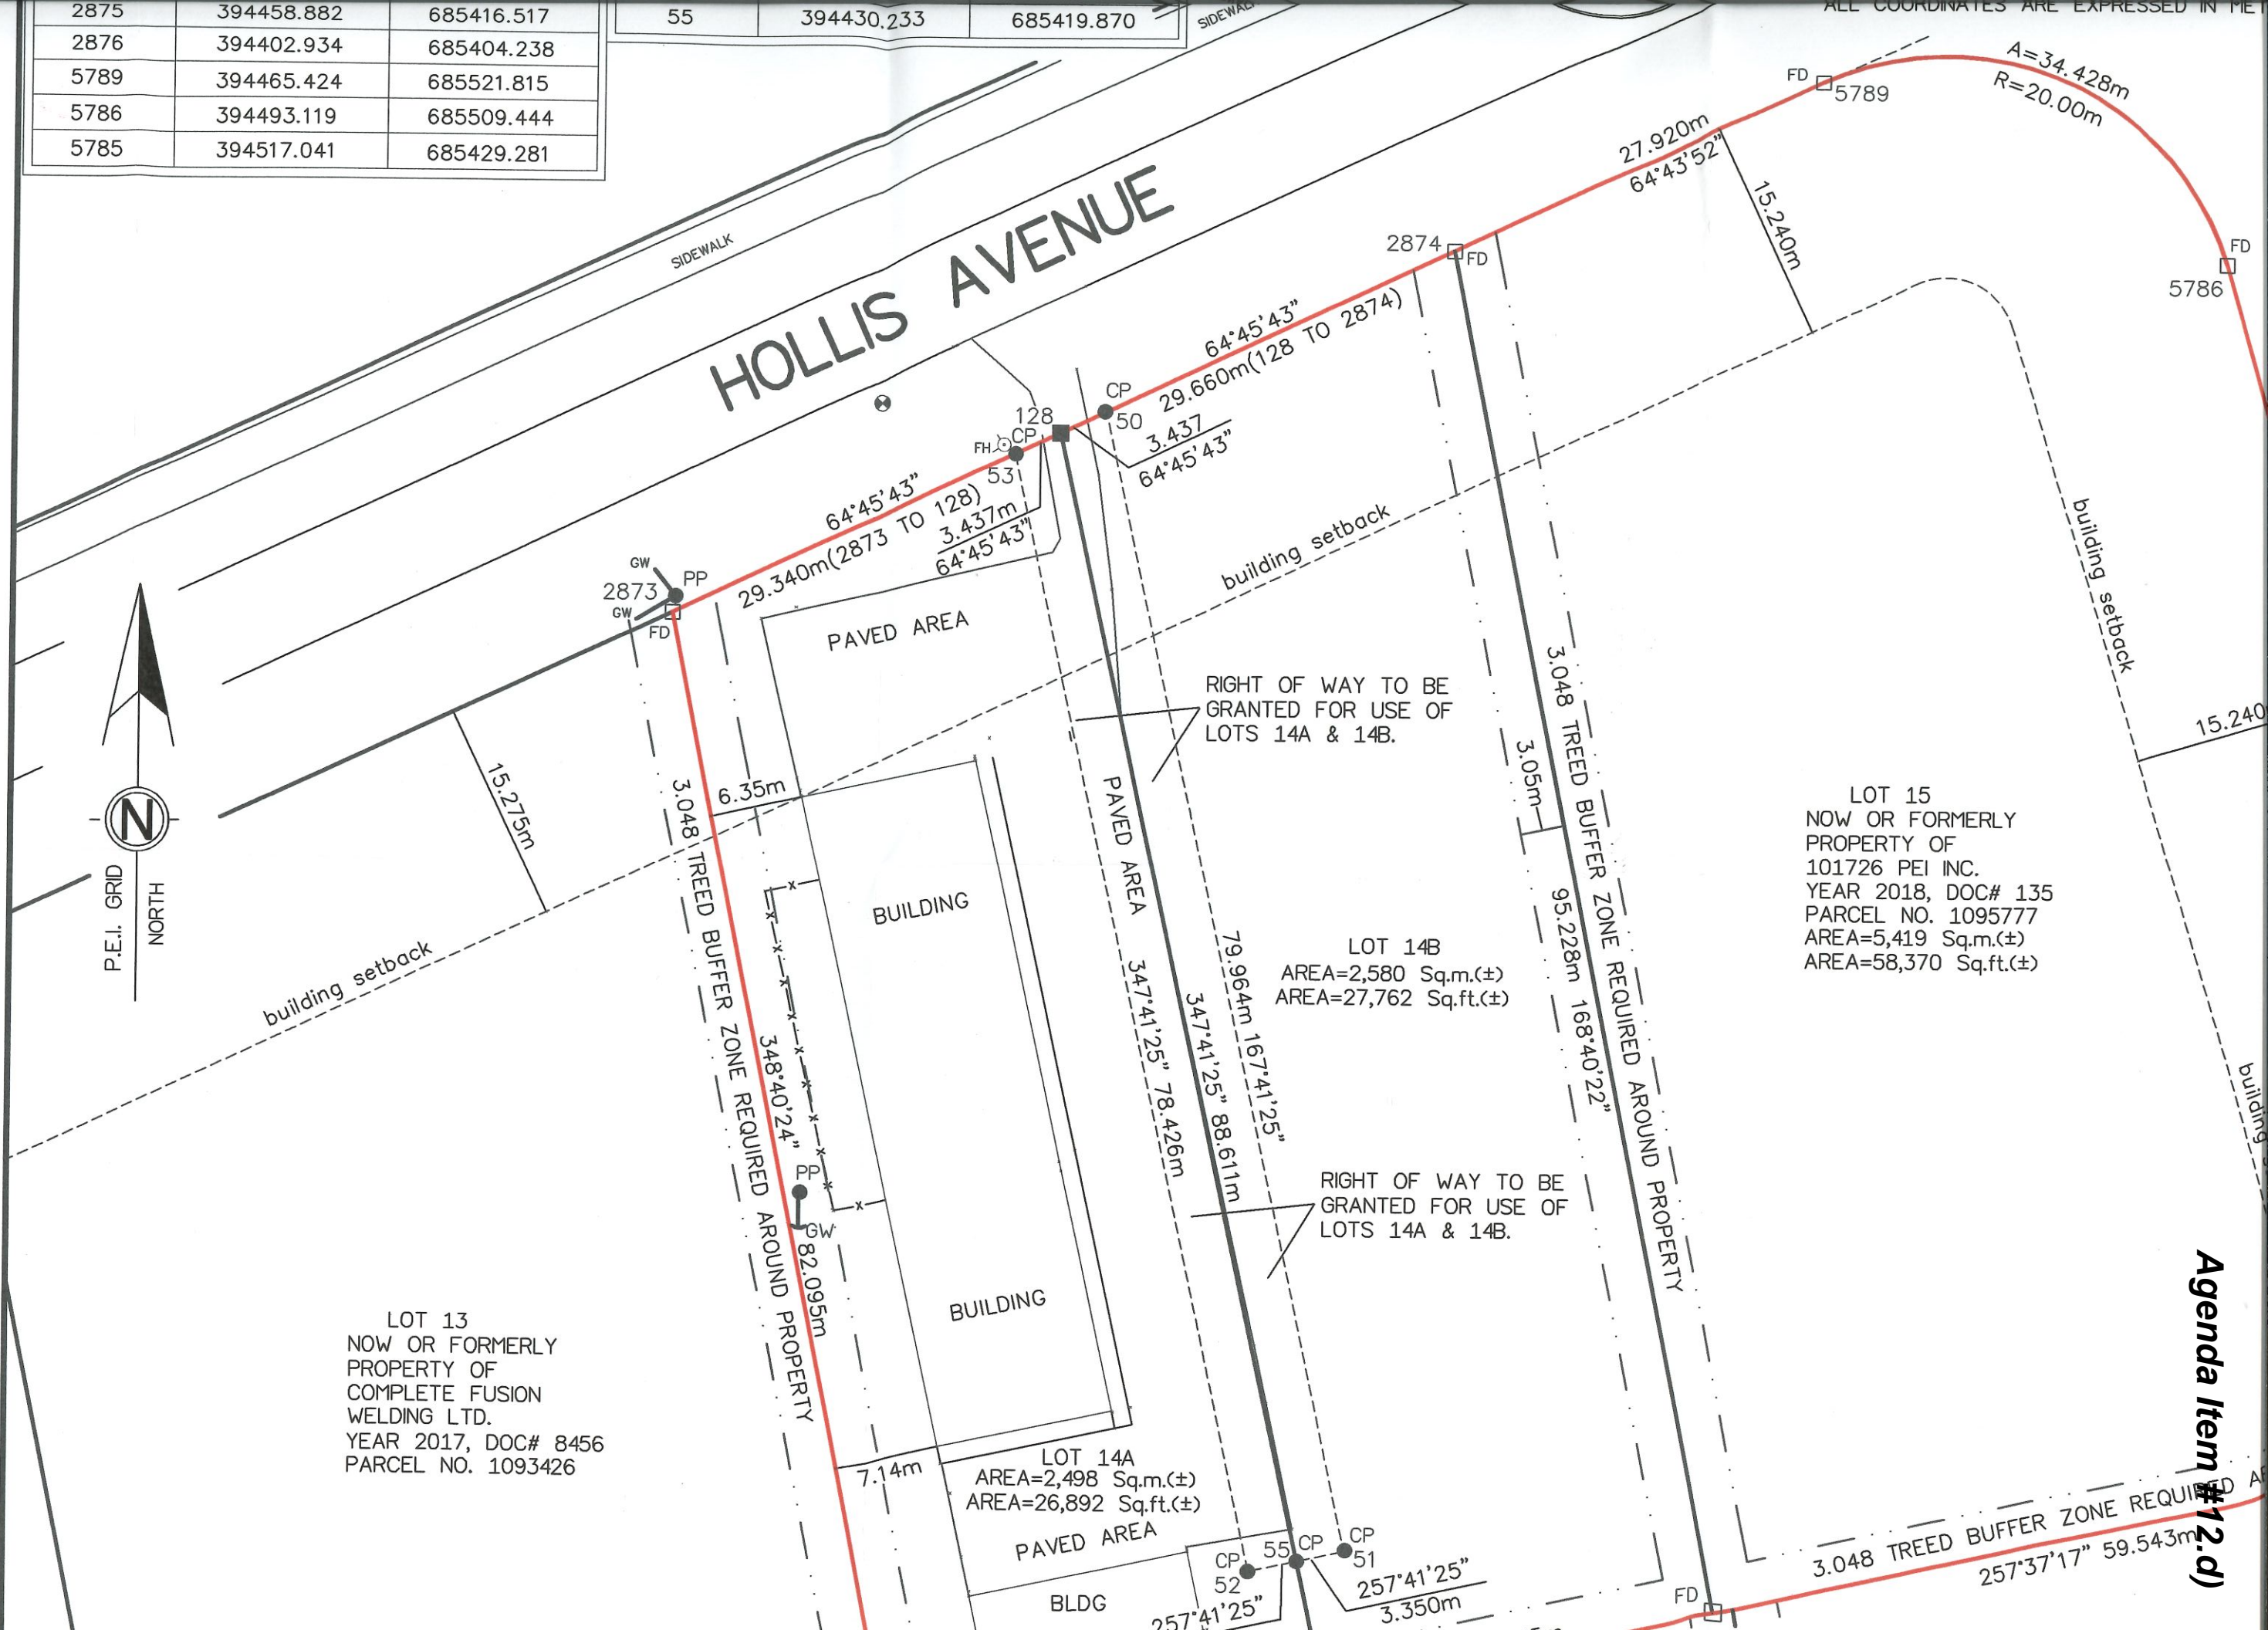 2875 394458.882 685416.517
2876 394402.934 685404.238
5789 394465.424 685521.815
5786 394493.119 685509.444
5785 394517.041 685429.281
55 394430.233 685419.870
SIDEWALK
ALL COORDINATES ARE EXPRESSED IN MET
A=34.428m
R=20.00m
FD
5789
27.920m
64°43'52"
15.240m
FD
5786
SIDEWALK
HOLLIS AVENUE
2874
FD
64°45'43"
29.660m(128 TO 2874)
CP
50
3.437
64°45'43"
128
FH
CP
53
64°45'43"
29.340m(2873 TO 128)
3.437m
64°45'43"
GW
PP
2873
GW
FD
PAVED AREA
building setback
building setback
RIGHT OF WAY TO BE
GRANTED FOR USE OF
LOTS 14A & 14B.
15.240
15.275m
6.35m
3.048 TREED BUFFER ZONE REQUIRED AROUND PROPERTY
348°40'24"
82.095m
PP
GW
BUILDING
BUILDING
PAVED AREA
347°41'25" 78.426m
347°41'25" 88.611m
79.964m 167°41'25"
LOT 14B
AREA=2,580 Sq.m.(±)
AREA=27,762 Sq.ft.(±)
3.05m
95.228m 168°40'22"
3.048 TREED BUFFER ZONE REQUIRED AROUND PROPERTY
LOT 15
NOW OR FORMERLY
PROPERTY OF
101726 PEI INC.
YEAR 2018, DOC# 135
PARCEL NO. 1095777
AREA=5,419 Sq.m.(±)
AREA=58,370 Sq.ft.(±)
N
P.E.I. GRID
NORTH
building setback
building
RIGHT OF WAY TO BE
GRANTED FOR USE OF
LOTS 14A & 14B.
LOT 13
NOW OR FORMERLY
PROPERTY OF
COMPLETE FUSION
WELDING LTD.
YEAR 2017, DOC# 8456
PARCEL NO. 1093426
7.14m
LOT 14A
AREA=2,498 Sq.m.(±)
AREA=26,892 Sq.ft.(±)
PAVED AREA
BLDG
CP
52
55
CP
CP
51
257°41'25"
257°41'25"
3.350m
FD
3.048 TREED BUFFER ZONE REQUIRED
257°37'17" 59.543m
Agenda Item #12.d)